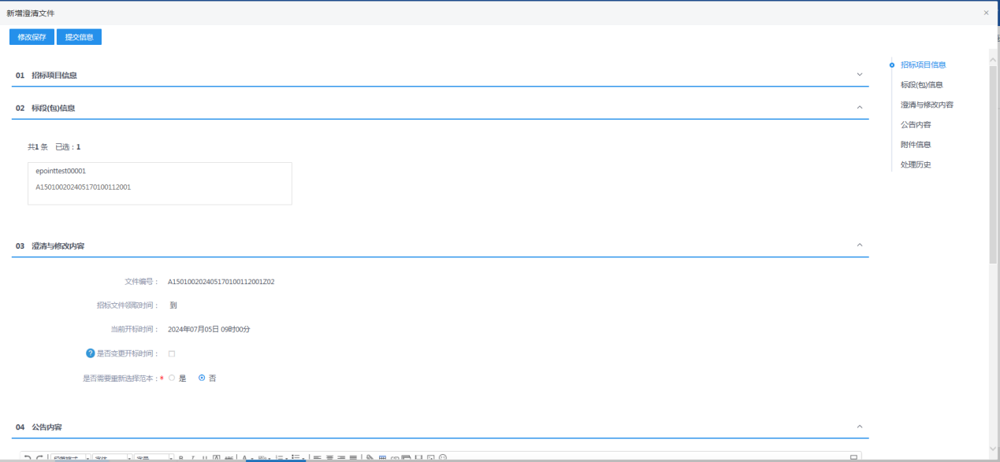 新增澄清文件
修改保存 提交信息
01 招标项目信息
02 标段(包)信息
共1 条 已选：1
epointtest00001
A150100202405170100112001
03 澄清与修改内容
文件编号： A150100202405170100112001Z02
招标文件领取时间： 到
当前开标时间： 2024年07月05日 09时00分
是否变更开标时间：
是否需要重新选择范本：* 是 否
04 公告内容
招标项目信息
标段(包)信息
澄清与修改内容
公告内容
附件信息
处理历史